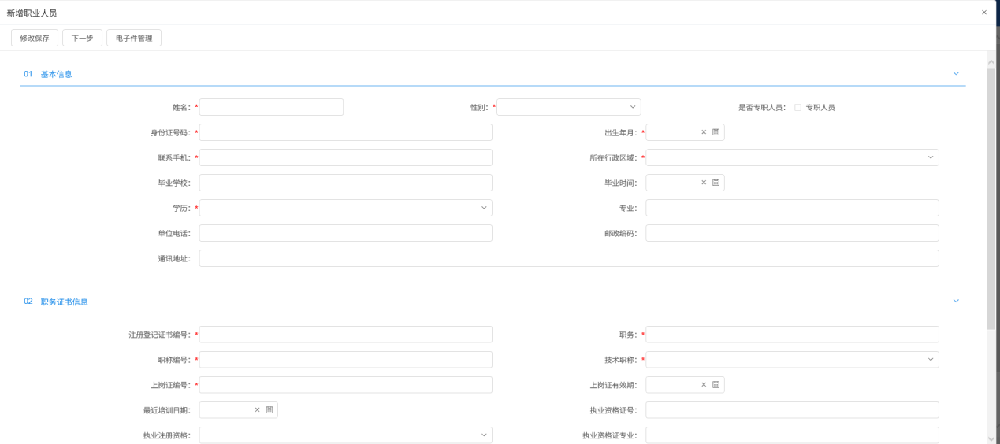 新增职业人员 ×
修改保存 下一步 电子件管理
01 基本信息
姓名：* 性别：* 是否专职人员： 专职人员
身份证号码：* 出生年月：*
联系手机：* 所在行政区域：*
毕业学校： 毕业时间：
学历：* 专业：
单位电话： 邮政编码：
通讯地址：
02 职务证书信息
注册登记证书编号：* 职务：*
职称编号：* 技术职称：*
上岗证编号：* 上岗证有效期：
最近培训日期： 执业资格证号：
执业注册资格： 执业资格证专业：